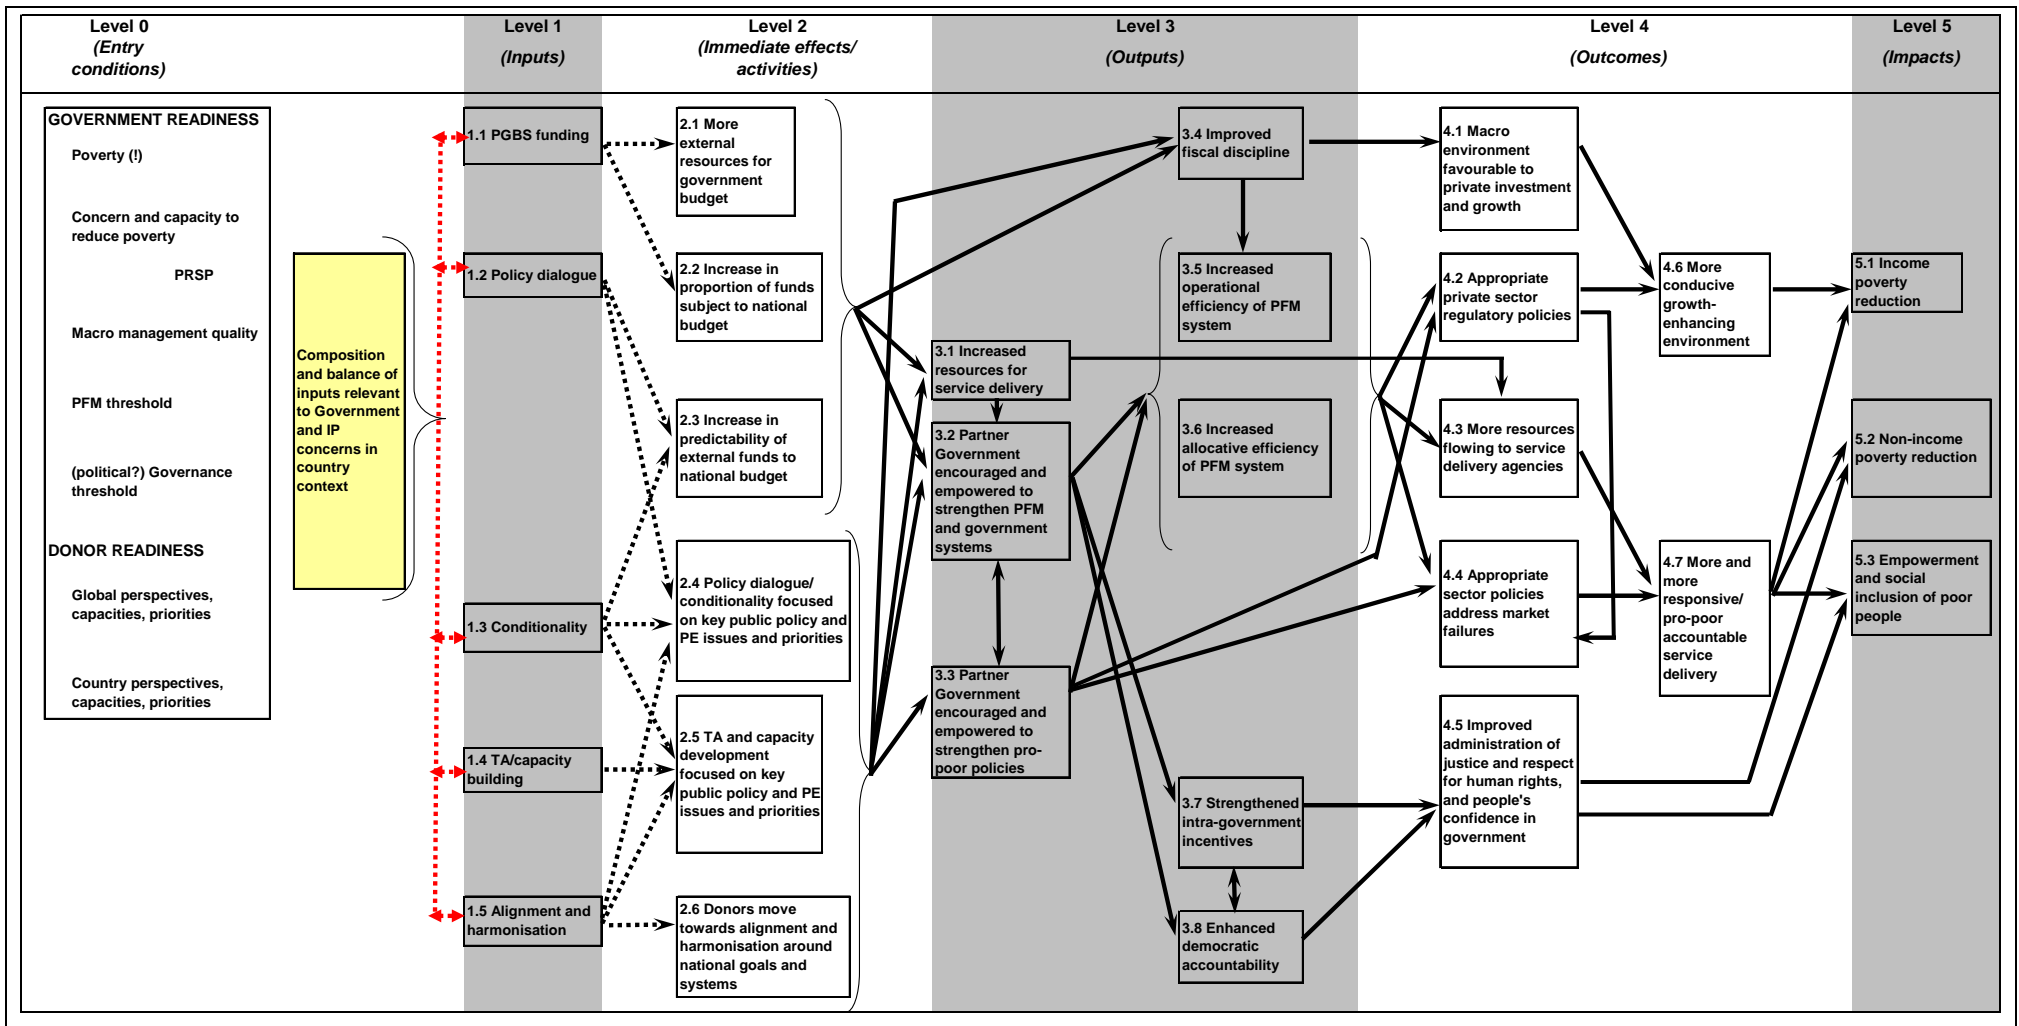 Level 0
(Entry
conditions)
Level 1
(Inputs)
Level 2
(Immediate effects/
activities)
Level 3
(Outputs)
Level 4
(Outcomes)
Level 5
(Impacts)
GOVERNMENT READINESS
Poverty (!)
Concern and capacity to
reduce poverty
PRSP
Macro management quality
PFM threshold
(political?) Governance
threshold
DONOR READINESS
Global perspectives,
capacities, priorities
Country perspectives,
capacities, priorities
Composition
and balance of
inputs relevant
to Government
and IP
concerns in
country
context
1.1 PGBS funding
1.2 Policy dialogue
1.3 Conditionality
1.4 TA/capacity
building
1.5 Alignment and
harmonisation
2.1 More
external
resources for
government
budget
2.2 Increase in
proportion of funds
subject to national
budget
2.3 Increase in
predictability of
external funds to
national budget
2.4 Policy dialogue/
conditionality focused
on key public policy and
PE issues and priorities
2.5 TA and capacity
development
focused on key
public policy and PE
issues and priorities
2.6 Donors move
towards alignment and
harmonisation around
national goals and
systems
3.1 Increased
resources for
service delivery
3.2 Partner
Government
encouraged and
empowered to
strengthen PFM
and government
systems
3.3 Partner
Government
encouraged and
empowered to
strengthen pro-
poor policies
3.4 Improved
fiscal discipline
3.5 Increased
operational
efficiency of PFM
system
3.6 Increased
allocative efficiency
of PFM system
3.7 Strengthened
intra-government
incentives
3.8 Enhanced
democratic
accountability
4.1 Macro
environment
favourable to
private investment
and growth
4.2 Appropriate
private sector
regulatory policies
4.3 More resources
flowing to service
delivery agencies
4.4 Appropriate
sector policies
address market
failures
4.5 Improved
administration of
justice and respect
for human rights,
and people's
confidence in
government
4.6 More
conducive
growth-
enhancing
environment
4.7 More and
more
responsive/
pro-poor
accountable
service
delivery
5.1 Income
poverty
reduction
5.2 Non-income
poverty reduction
5.3 Empowerment
and social
inclusion of poor
people